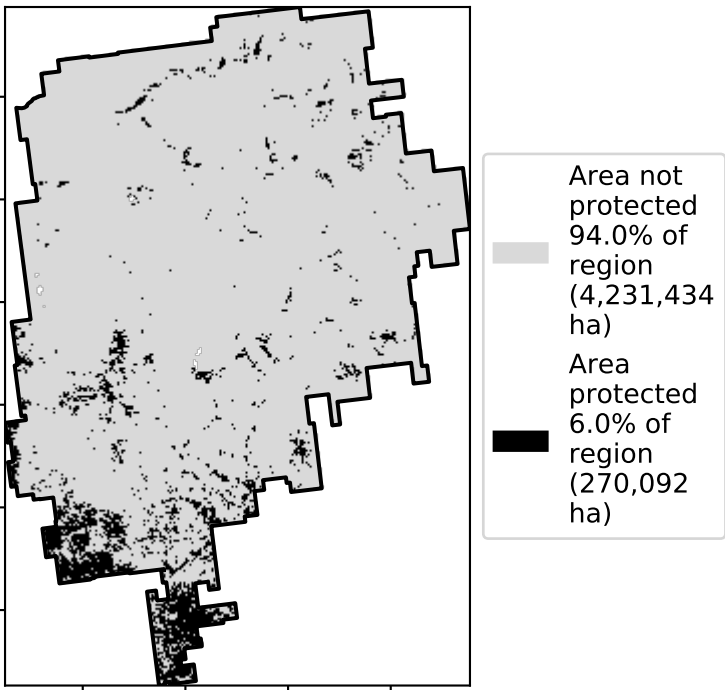 Area not
protected
94.0% of
region
(4,231,434
ha)
Area
protected
6.0% of
region
(270,092
ha)